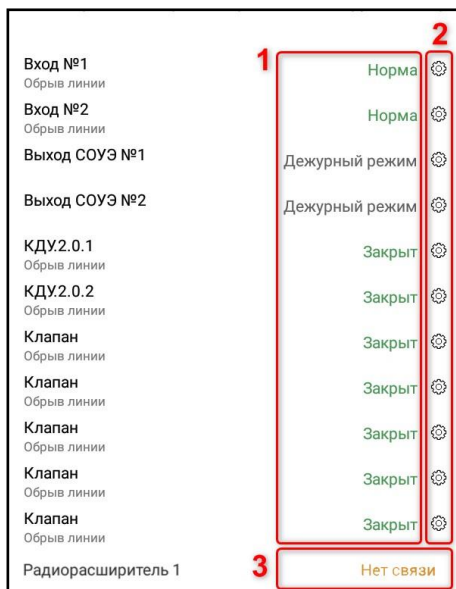 2
1
Вход №1 Норма
Обрыв линии
Вход №2 Норма
Обрыв линии
Выход СОУЭ №1 Дежурный режим
Выход СОУЭ №2 Дежурный режим
КДУ.2.0.1 Закрыт
Обрыв линии
КДУ.2.0.2 Закрыт
Обрыв линии
Клапан Закрыт
Обрыв линии
Клапан Закрыт
Обрыв линии
Клапан Закрыт
Обрыв линии
Клапан Закрыт
Обрыв линии
Клапан Закрыт
Обрыв линии
Радиорасширитель 1 3 Нет связи